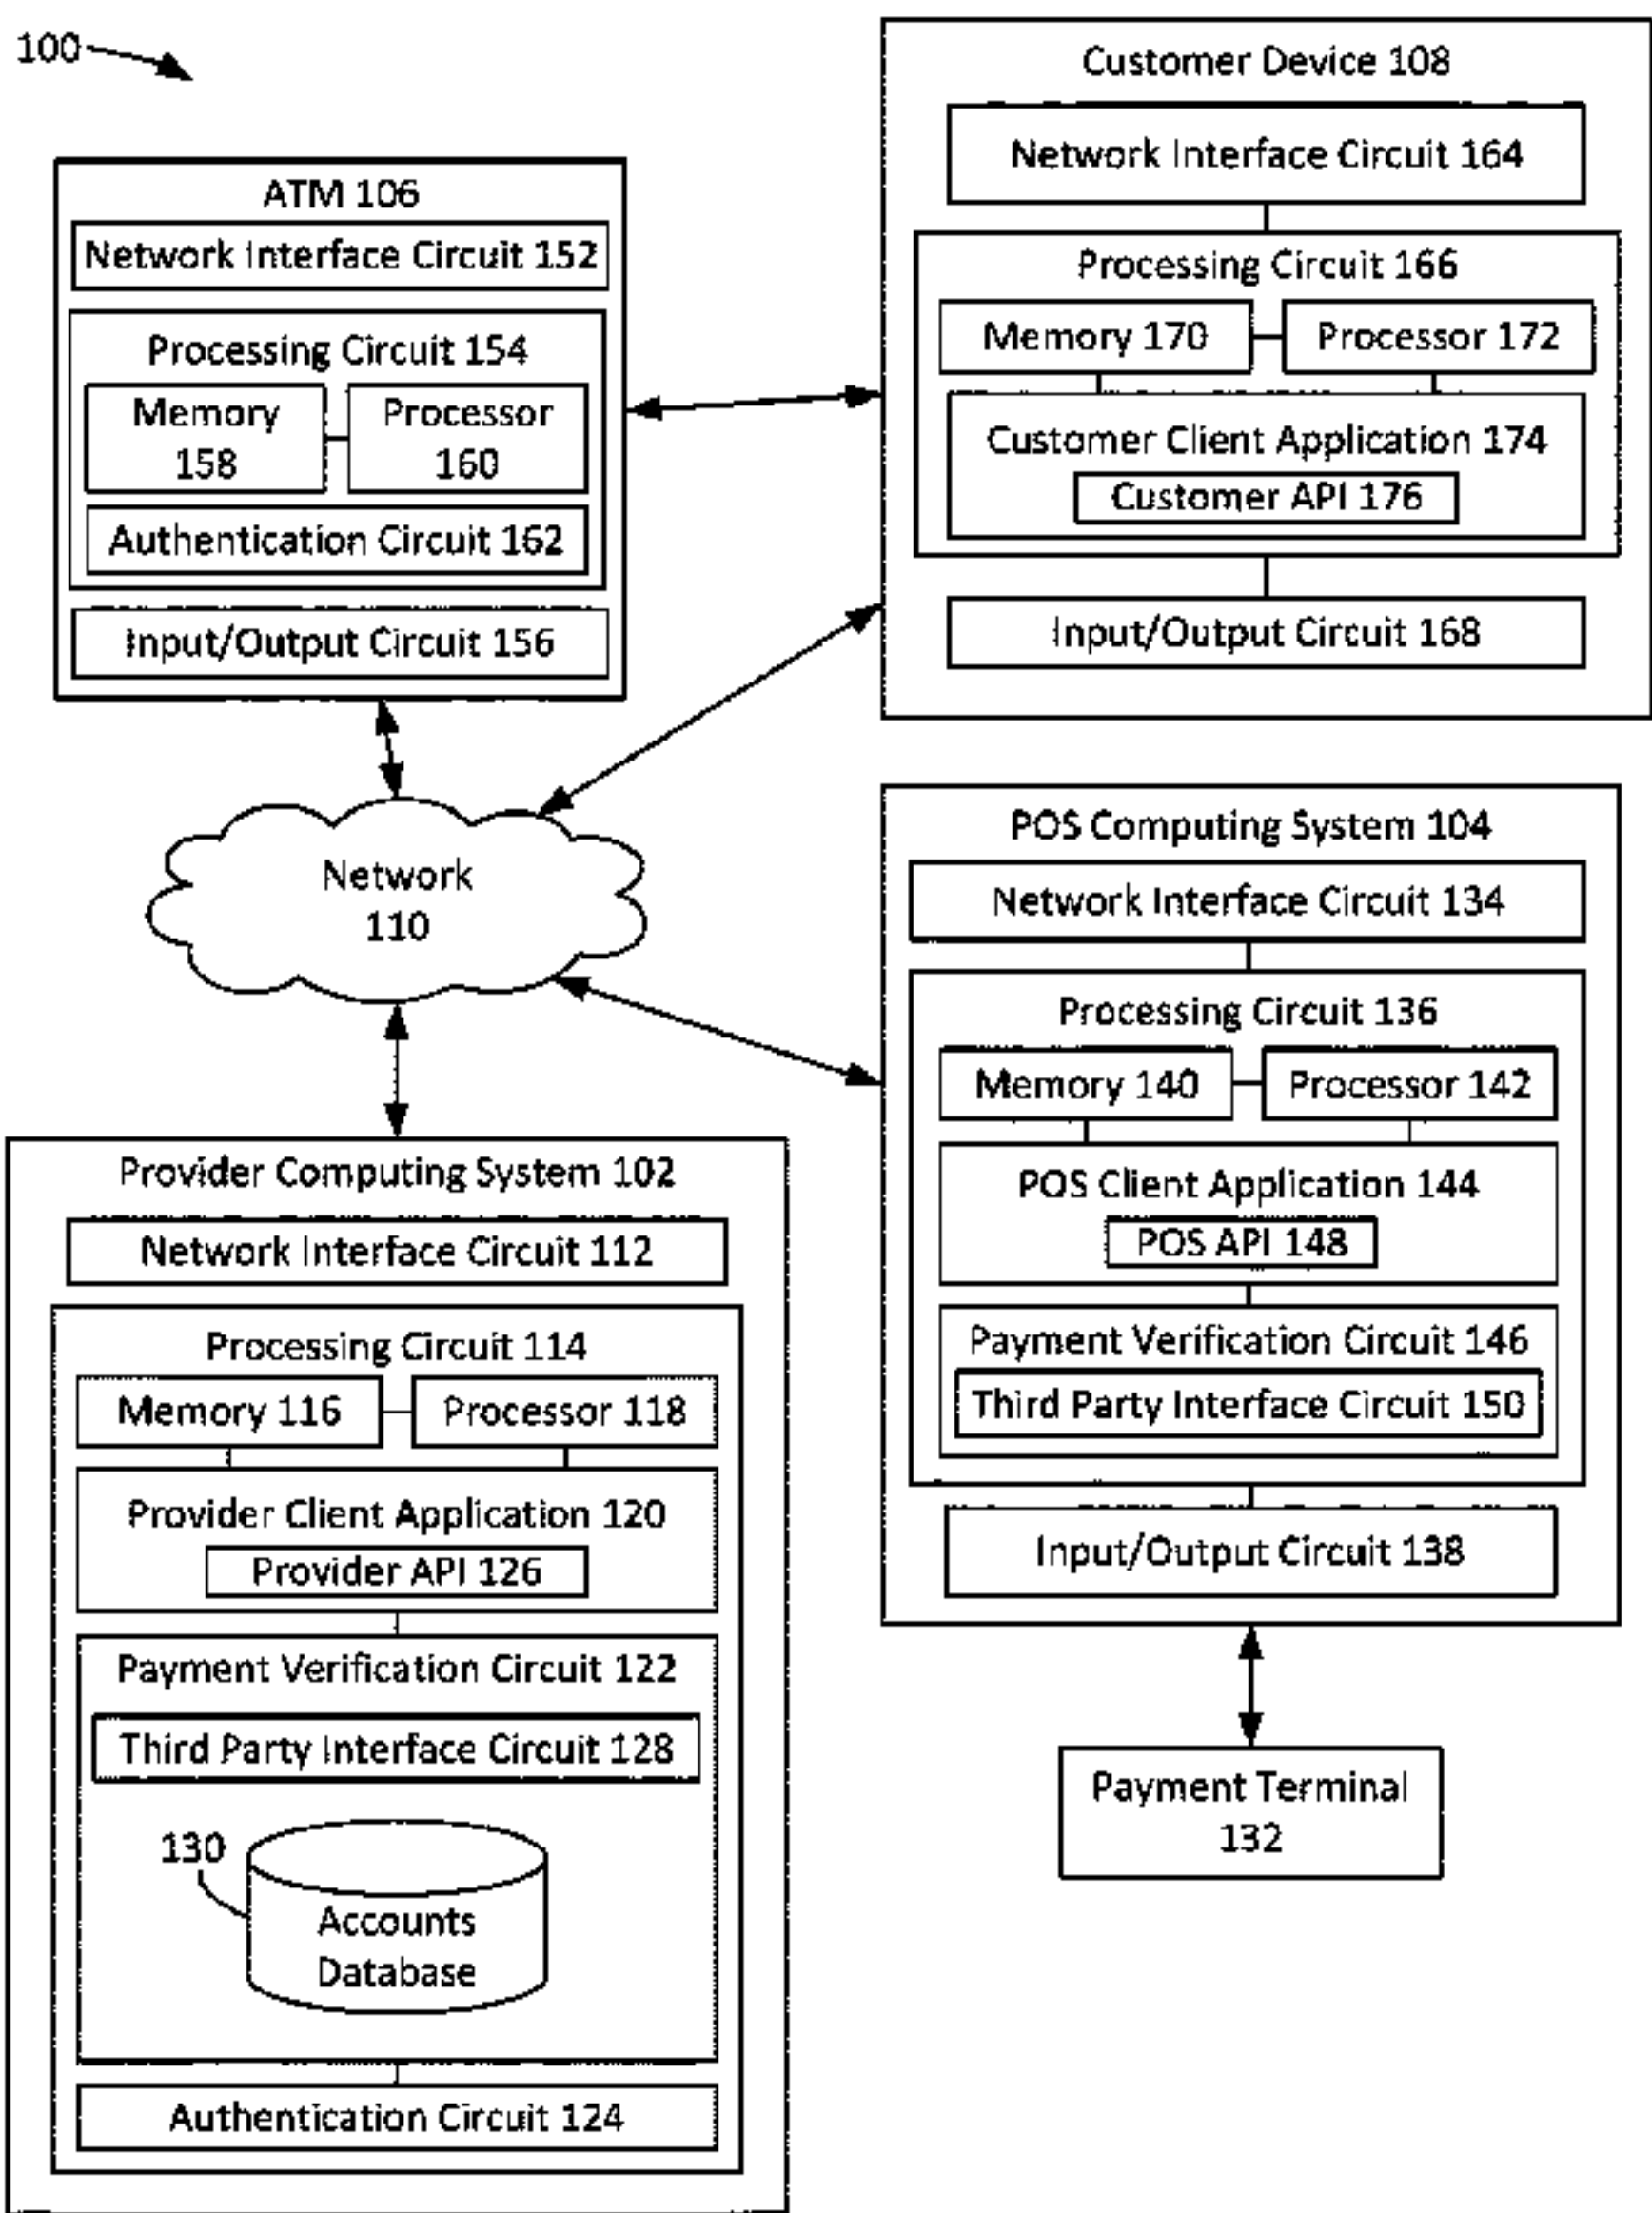 100
ATM 106
Network Interface Circuit 152
Processing Circuit 154
Memory
158
Processor
160
Authentication Circuit 162
Input/Output Circuit 156
Customer Device 108
Network Interface Circuit 164
Processing Circuit 166
Memory 170
Processor 172
Customer Client Application 174
Customer API 176
Input/Output Circuit 168
Network
110
POS Computing System 104
Network Interface Circuit 134
Processing Circuit 136
Memory 140
Processor 142
POS Client Application 144
POS API 148
Payment Verification Circuit 146
Third Party Interface Circuit 150
Input/Output Circuit 138
Payment Terminal
132
Provider Computing System 102
Network Interface Circuit 112
Processing Circuit 114
Memory 116
Processor 118
Provider Client Application 120
Provider API 126
Payment Verification Circuit 122
Third Party Interface Circuit 128
130
Accounts
Database
Authentication Circuit 124